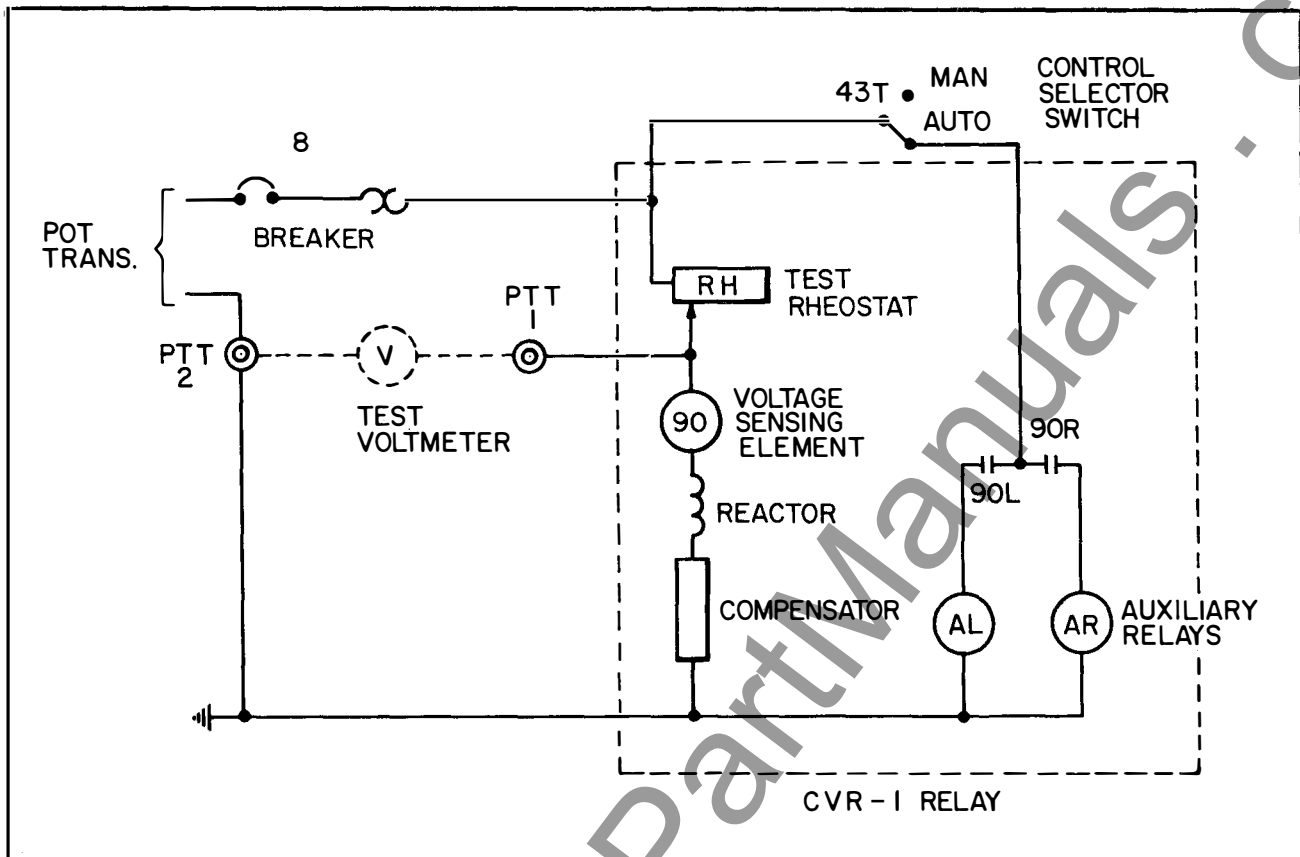 43T
MAN
AUTO
CONTROL
SELECTOR
SWITCH
8
BREAKER
POT
TRANS.
RH
TEST
RHEOSTAT
PTT
1
PTT
2
V
TEST
VOLTMETER
90
VOLTAGE
SENSING
ELEMENT
90R
90L
REACTOR
COMPENSATOR
AL
AR
AUXILIARY
RELAYS
CVR-1 RELAY
PartManuals . c